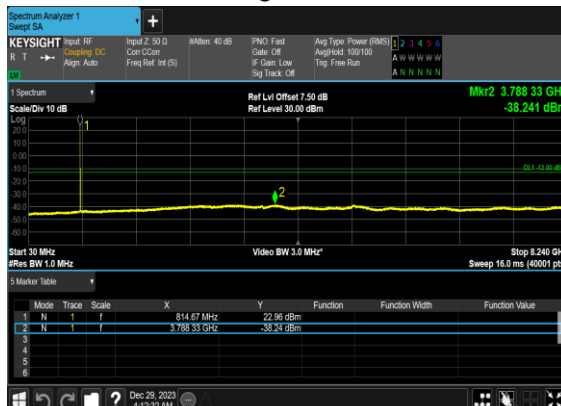 Spectrum Analyzer 1
Swept SA
KEYSIGHT Input: RF Input Z: 50 Ω #Atten: 40 dB PNO: Fast Avg Type: Power (RMS) 1 2 3 4 5 6
R T Coupling: DC Corr CCorr Gate: Off Avg|Hold: 100/100 A W W W W W
Align: Auto Freq Ref: Int (S) IF Gain: Low Trig: Free Run
Sig Track: Off A N N N N N
1 Spectrum Ref Lvl Offset 7.50 dB Mkr2 3.788 33 GH
Scale/Div 10 dB Ref Level 30.00 dBm -38.241 dBr
Log
20.0
10.0
0.00
-10.0
-20.0
-30.0
-40.0
-50.0
-60.0
1
2
DL1 -13.00 dB
Start 30 MHz Video BW 3.0 MHz* Stop 8.240 GH
#Res BW 1.0 MHz Sweep 16.0 ms (40001 pt
5 Marker Table
Mode Trace Scale X Y Function Function Width Function Value
1 N 1 f 814.67 MHz 22.96 dBm
2 N 1 f 3.788 33 GHz -38.24 dBm
3
4
5
6
? Dec 29, 2023